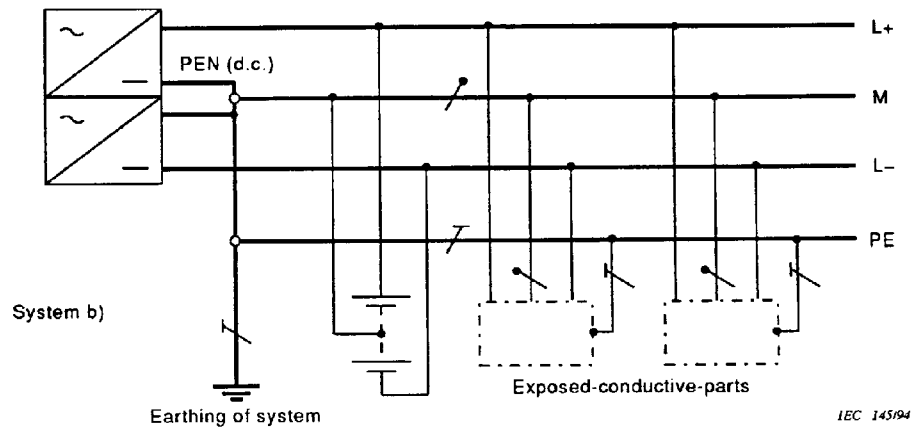 L+
PEN (d.c.)
M
L–
PE
System b)
Exposed-conductive-parts
Earthing of system
IEC 145/94